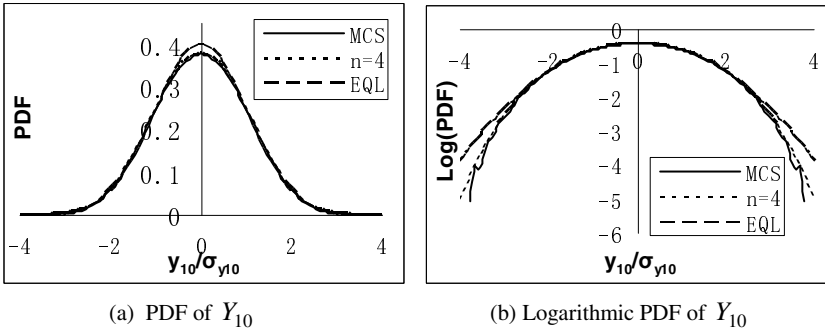 0.4
0.3
0.2
0.1
0
-4
-2
0
2
4
PDF
y10/σy10
MCS
n=4
EQL
(a) PDF of Y10
0
-1
-2
-3
-4
-5
-6
-4
-2
0
2
4
Log(PDF)
y10/σy10
MCS
n=4
EQL
(b) Logarithmic PDF of Y10